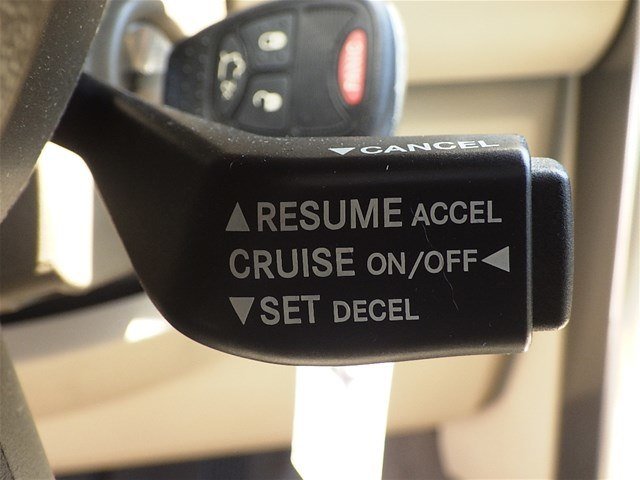 ▼CANCEL
▲RESUME ACCEL
CRUISE ON/OFF◀
▼SET DECEL